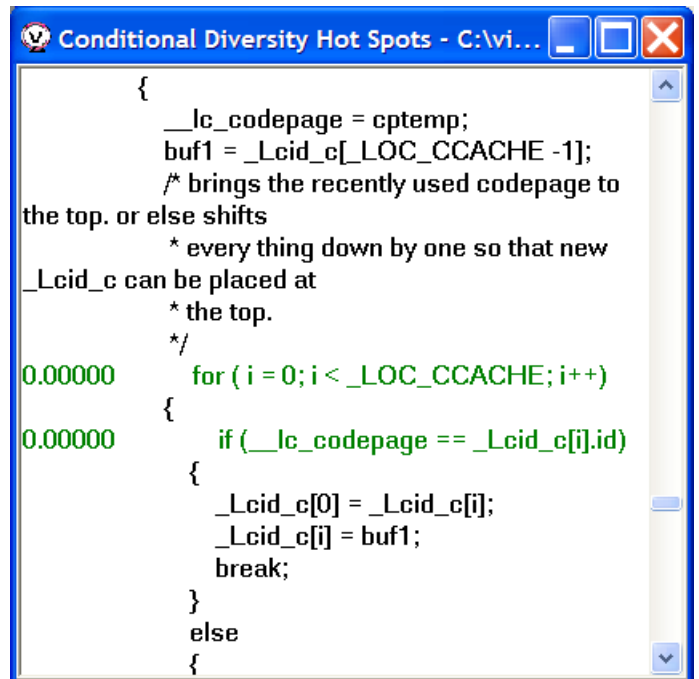 Conditional Diversity Hot Spots - C:\vi...
{
__lc_codepage = cptemp;
buf1 = _Lcid_c[_LOC_CCACHE -1];
/* brings the recently used codepage to
the top. or else shifts
* every thing down by one so that new
_Lcid_c can be placed at
* the top.
*/
0.00000 for ( i = 0; i < _LOC_CCACHE; i++)
{
0.00000 if (__lc_codepage == _Lcid_c[i].id)
{
_Lcid_c[0] = _Lcid_c[i];
_Lcid_c[i] = buf1;
break;
}
else
{